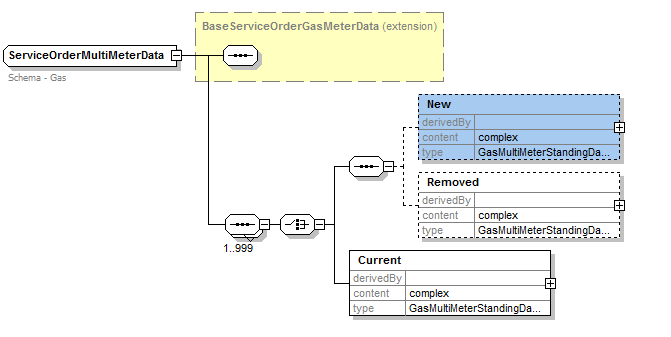 BaseServiceOrderGasMeterData (extension)
ServiceOrderMultiMeterData
Schema - Gas
New
derivedBy
content complex
type GasMultiMeterStandingDa...
Removed
derivedBy
content complex
type GasMultiMeterStandingDa...
1..999
Current
derivedBy
content complex
type GasMultiMeterStandingDa...